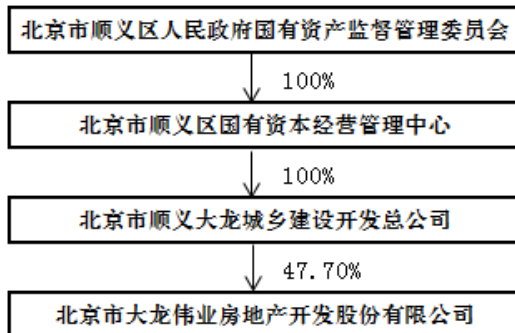 北京市顺义区人民政府国有资产监督管理委员会
100%
北京市顺义区国有资本经营管理中心
100%
北京市顺义大龙城乡建设开发总公司
47.70%
北京市大龙伟业房地产开发股份有限公司